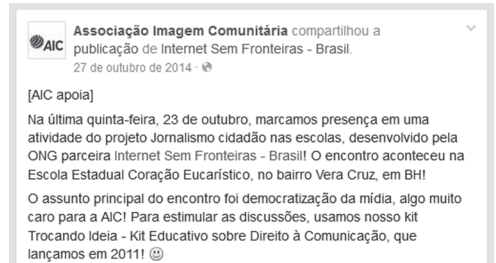 AIC
Associação Imagem Comunitária compartilhou a
publicação de Internet Sem Fronteiras - Brasil.
27 de outubro de 2014 ·
[AIC apoia]
Na última quinta-feira, 23 de outubro, marcamos presença em uma
atividade do projeto Jornalismo cidadão nas escolas, desenvolvido pela
ONG parceira Internet Sem Fronteiras - Brasil! O encontro aconteceu na
Escola Estadual Coração Eucarístico, no bairro Vera Cruz, em BH!
O assunto principal do encontro foi democratização da mídia, algo muito
caro para a AIC! Para estimular as discussões, usamos nosso kit
Trocando Ideia - Kit Educativo sobre Direito à Comunicação, que
lançamos em 2011! 😃